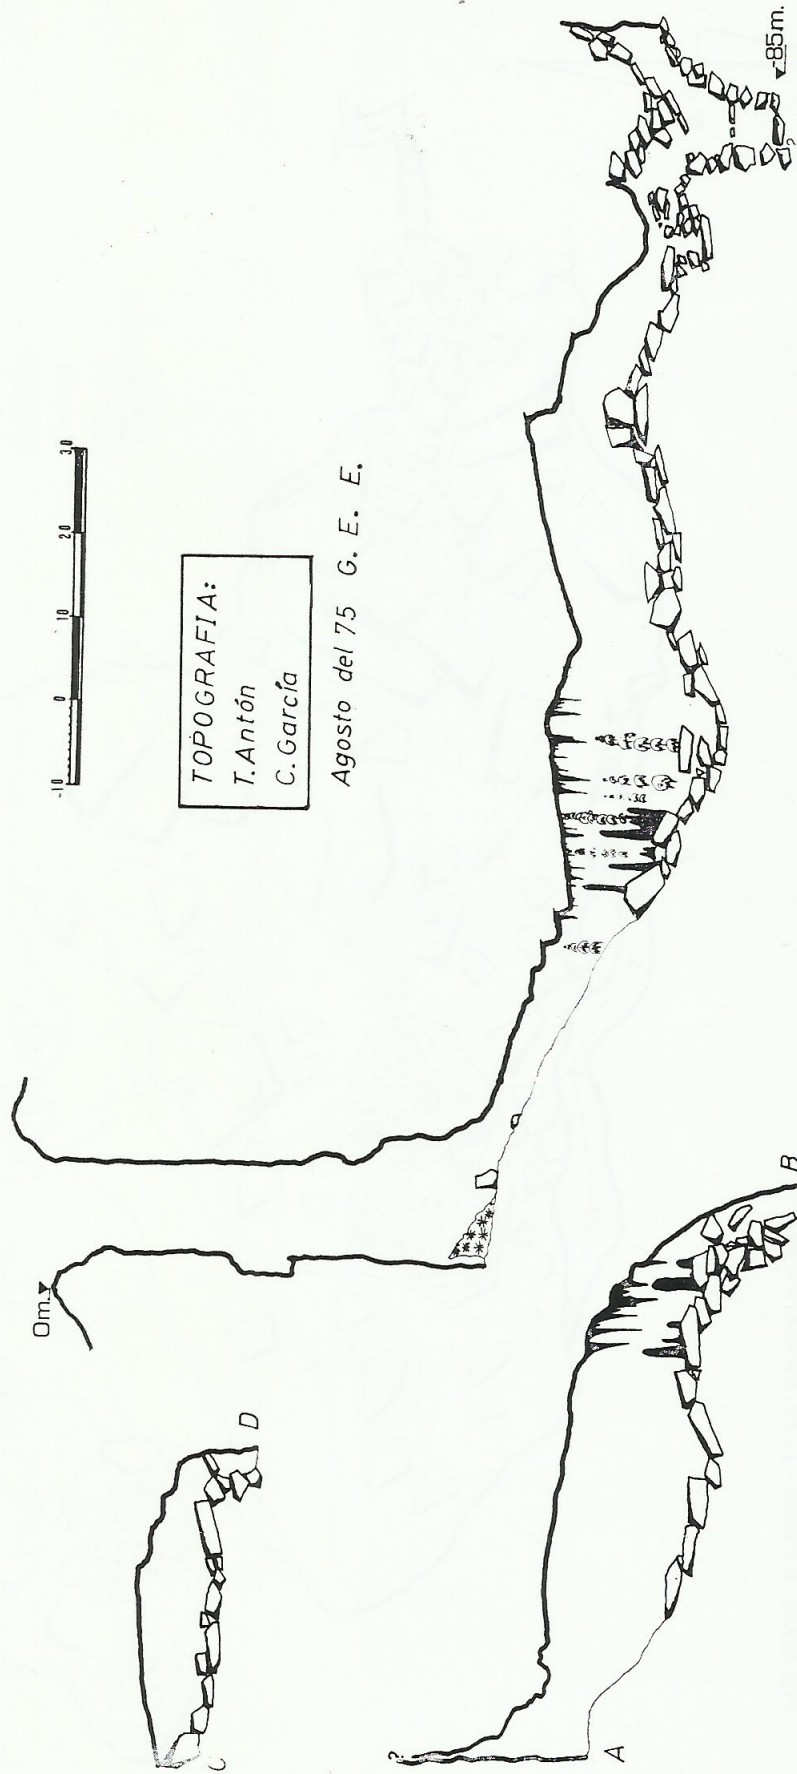 -10 0 10 20 30
TOPOGRAFIA:
T. Antón
C. García
Agosto del 75 G. E. E.
0m.
-85m.
?
C
D
?
A
B